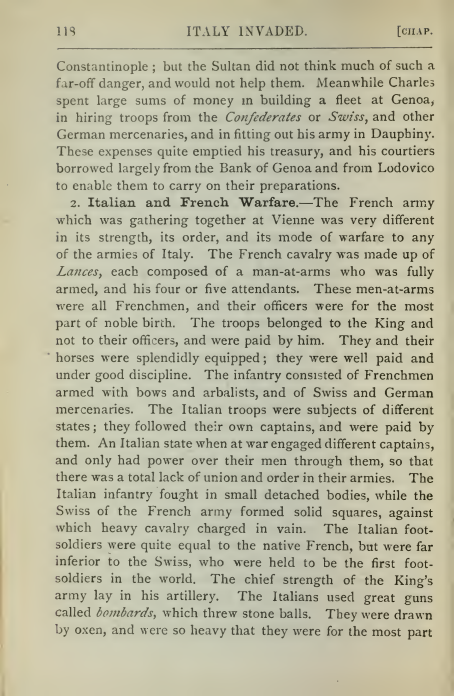 118 ITALY INVADED. [CHAP.
Constantinople ; but the Sultan did not think much of such a
far-off danger, and would not help them. Meanwhile Charles
spent large sums of money in building a fleet at Genoa,
in hiring troops from the Confederates or Swiss, and other
German mercenaries, and in fitting out his army in Dauphiny.
These expenses quite emptied his treasury, and his courtiers
borrowed largely from the Bank of Genoa and from Lodovico
to enable them to carry on their preparations.
2. Italian and French Warfare.—The French army
which was gathering together at Vienne was very different
in its strength, its order, and its mode of warfare to any
of the armies of Italy. The French cavalry was made up of
Lances, each composed of a man-at-arms who was fully
armed, and his four or five attendants. These men-at-arms
were all Frenchmen, and their officers were for the most
part of noble birth. The troops belonged to the King and
not to their officers, and were paid by him. They and their
horses were splendidly equipped ; they were well paid and
under good discipline. The infantry consisted of Frenchmen
armed with bows and arbalists, and of Swiss and German
mercenaries. The Italian troops were subjects of different
states ; they followed their own captains, and were paid by
them. An Italian state when at war engaged different captains,
and only had power over their men through them, so that
there was a total lack of union and order in their armies. The
Italian infantry fought in small detached bodies, while the
Swiss of the French army formed solid squares, against
which heavy cavalry charged in vain. The Italian foot-
soldiers were quite equal to the native French, but were far
inferior to the Swiss, who were held to be the first foot-
soldiers in the world. The chief strength of the King's
army lay in his artillery. The Italians used great guns
called bombards, which threw stone balls. They were drawn
by oxen, and were so heavy that they were for the most part